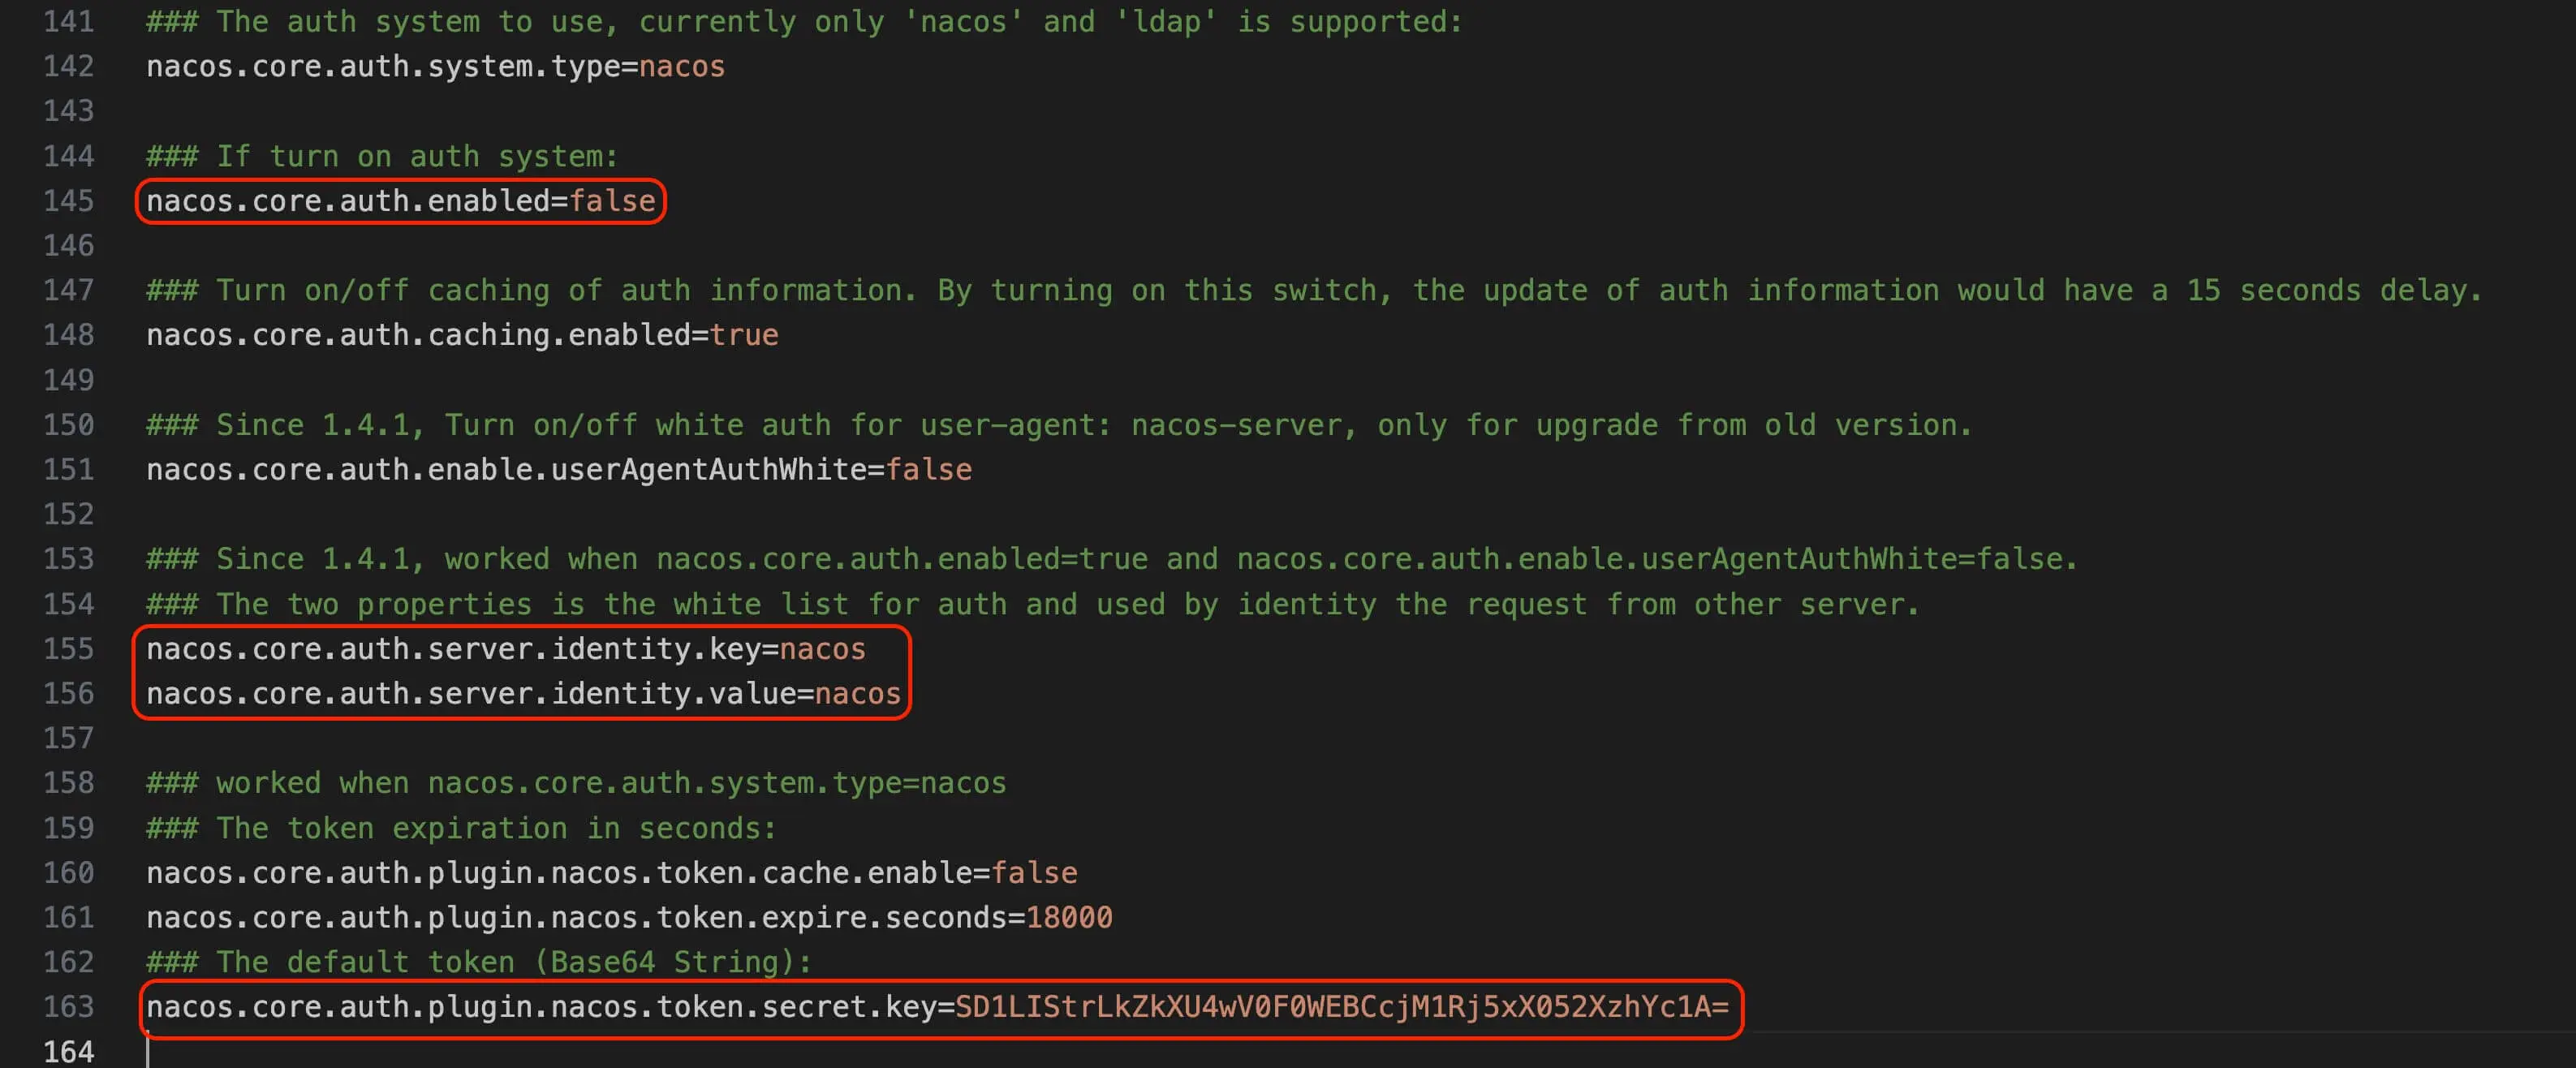 141 ### The auth system to use, currently only 'nacos' and 'ldap' is supported:
142 nacos.core.auth.system.type=nacos
143
144 ### If turn on auth system:
145 nacos.core.auth.enabled=false
146
147 ### Turn on/off caching of auth information. By turning on this switch, the update of auth information would have a 15 seconds delay.
148 nacos.core.auth.caching.enabled=true
149
150 ### Since 1.4.1, Turn on/off white auth for user-agent: nacos-server, only for upgrade from old version.
151 nacos.core.auth.enable.userAgentAuthWhite=false
152
153 ### Since 1.4.1, worked when nacos.core.auth.enabled=true and nacos.core.auth.enable.userAgentAuthWhite=false.
154 ### The two properties is the white list for auth and used by identity the request from other server.
155 nacos.core.auth.server.identity.key=nacos
156 nacos.core.auth.server.identity.value=nacos
157
158 ### worked when nacos.core.auth.system.type=nacos
159 ### The token expiration in seconds:
160 nacos.core.auth.plugin.nacos.token.cache.enable=false
161 nacos.core.auth.plugin.nacos.token.expire.seconds=18000
162 ### The default token (Base64 String):
163 nacos.core.auth.plugin.nacos.token.secret.key=SD1LIStrLkZkXU4wV0F0WEBCcjM1Rj5xX052XzhYc1A=
164